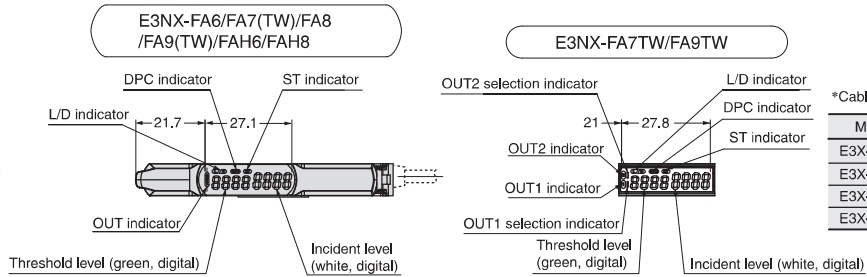 E3NX-FA6/FA7(TW)/FA8
/FA9(TW)/FAH6/FAH8
DPC indicator
ST indicator
L/D indicator
21.7
27.1
OUT indicator
Threshold level (green, digital)
Incident level
(white, digital)
E3NX-FA7TW/FA9TW
OUT2 selection indicator
L/D indicator
DPC indicator
ST indicator
21
27.8
OUT2 indicator
OUT1 indicator
OUT1 selection indicator
Threshold level
(green, digital)
Incident level (white, digital)
*Cabl
M
E3X-
E3X-
E3X-
E3X-